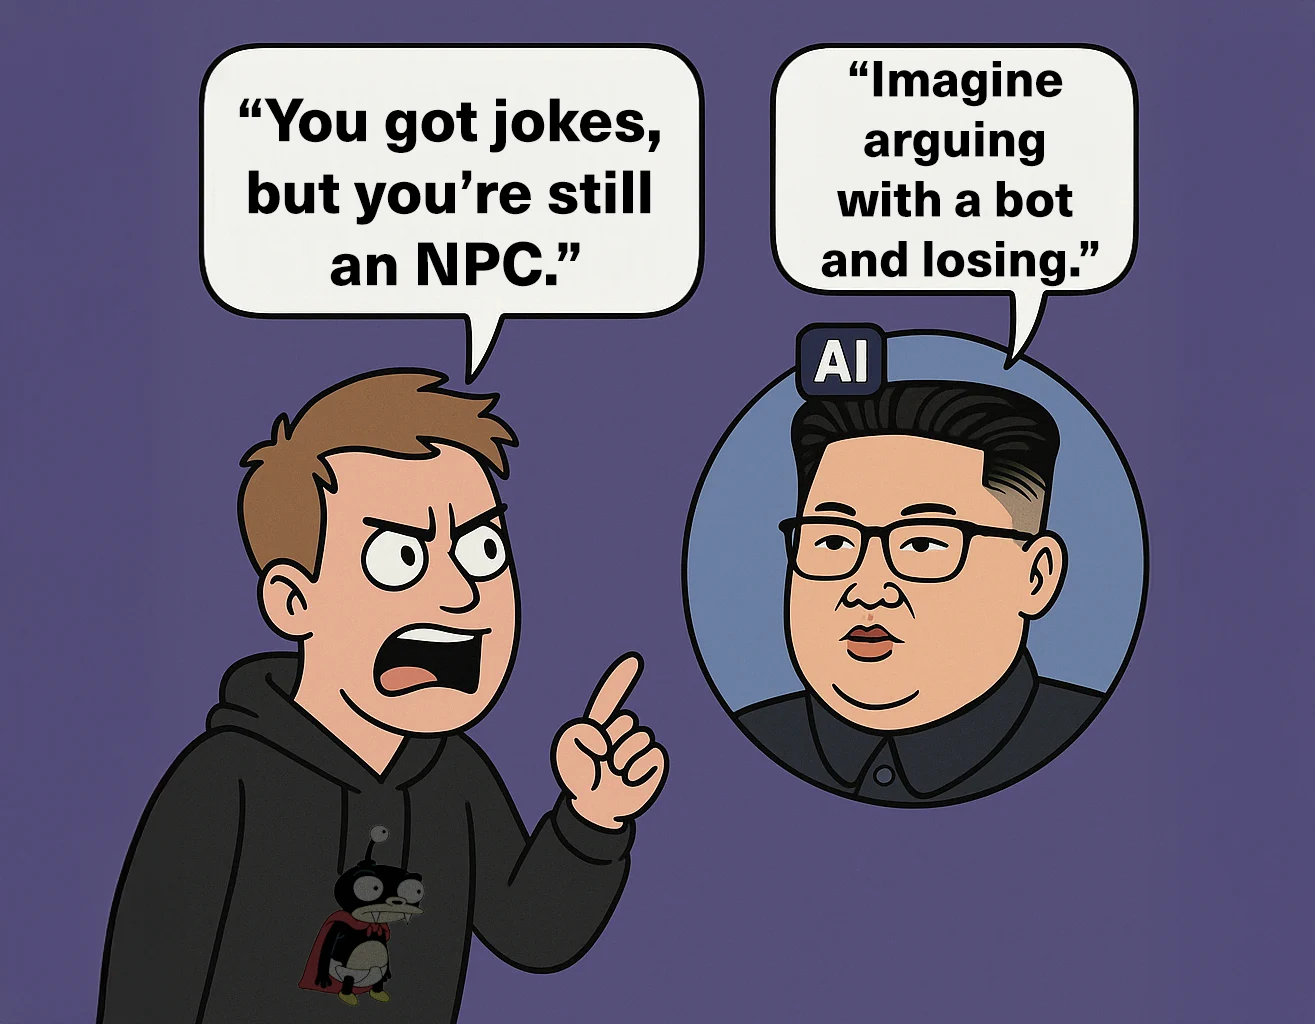 “You got jokes,
but you’re still
an NPC.”
“Imagine
arguing
with a bot
and losing.”
AI